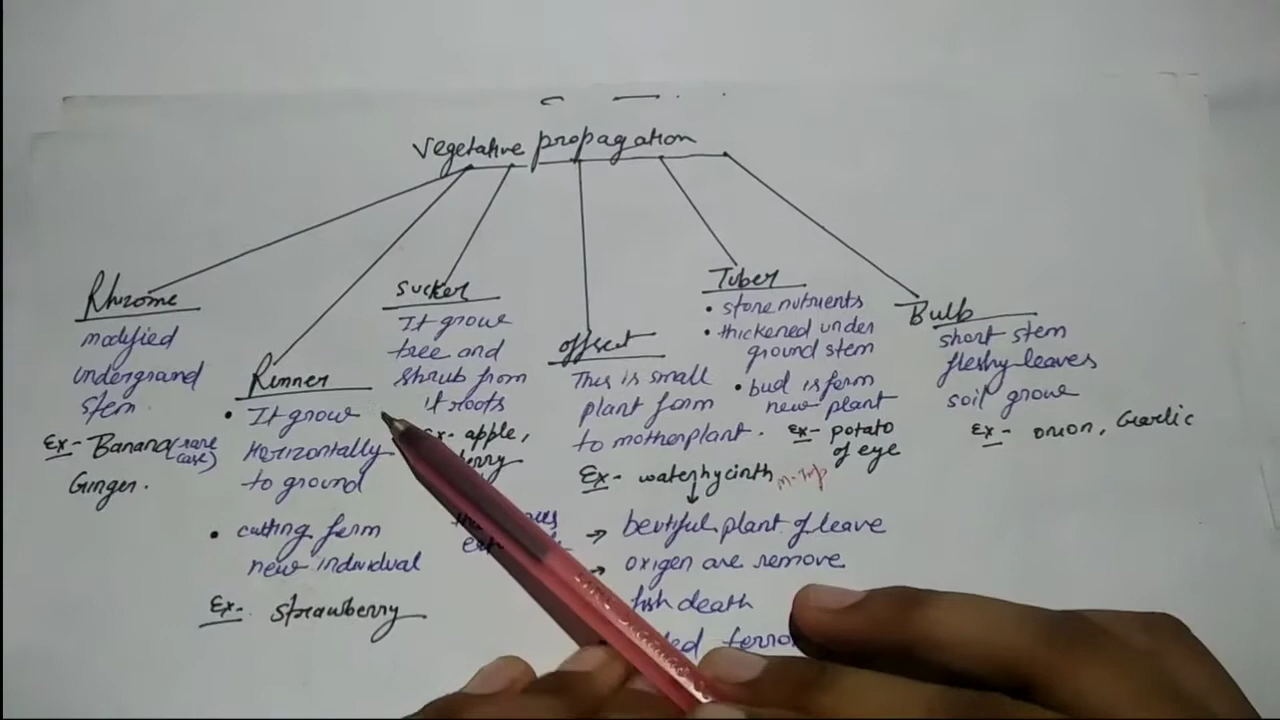 Vegetative propagation
Rhizome
modified
undergrand
stem.
Ex- Banana (rare case)
Ginger.
Runner
• It grow
Horizontally
to ground
• cutting form
new individual
Ex-. strawberry
Sucker
It grow
tree and
shrub from
it roots
Ex- apple,
offset
This is small
plant form
to motherplant.
Ex- waterhycinth
→ beutiful plant of leave
→ oxigen are remove
fish death
Tuber
• store nutrients
• thickened under
ground stem
• bud is form
new plant
Ex- potato
of eye
Bulb
short stem
fleshy leaves
soil grow
Ex- onion, Garlic